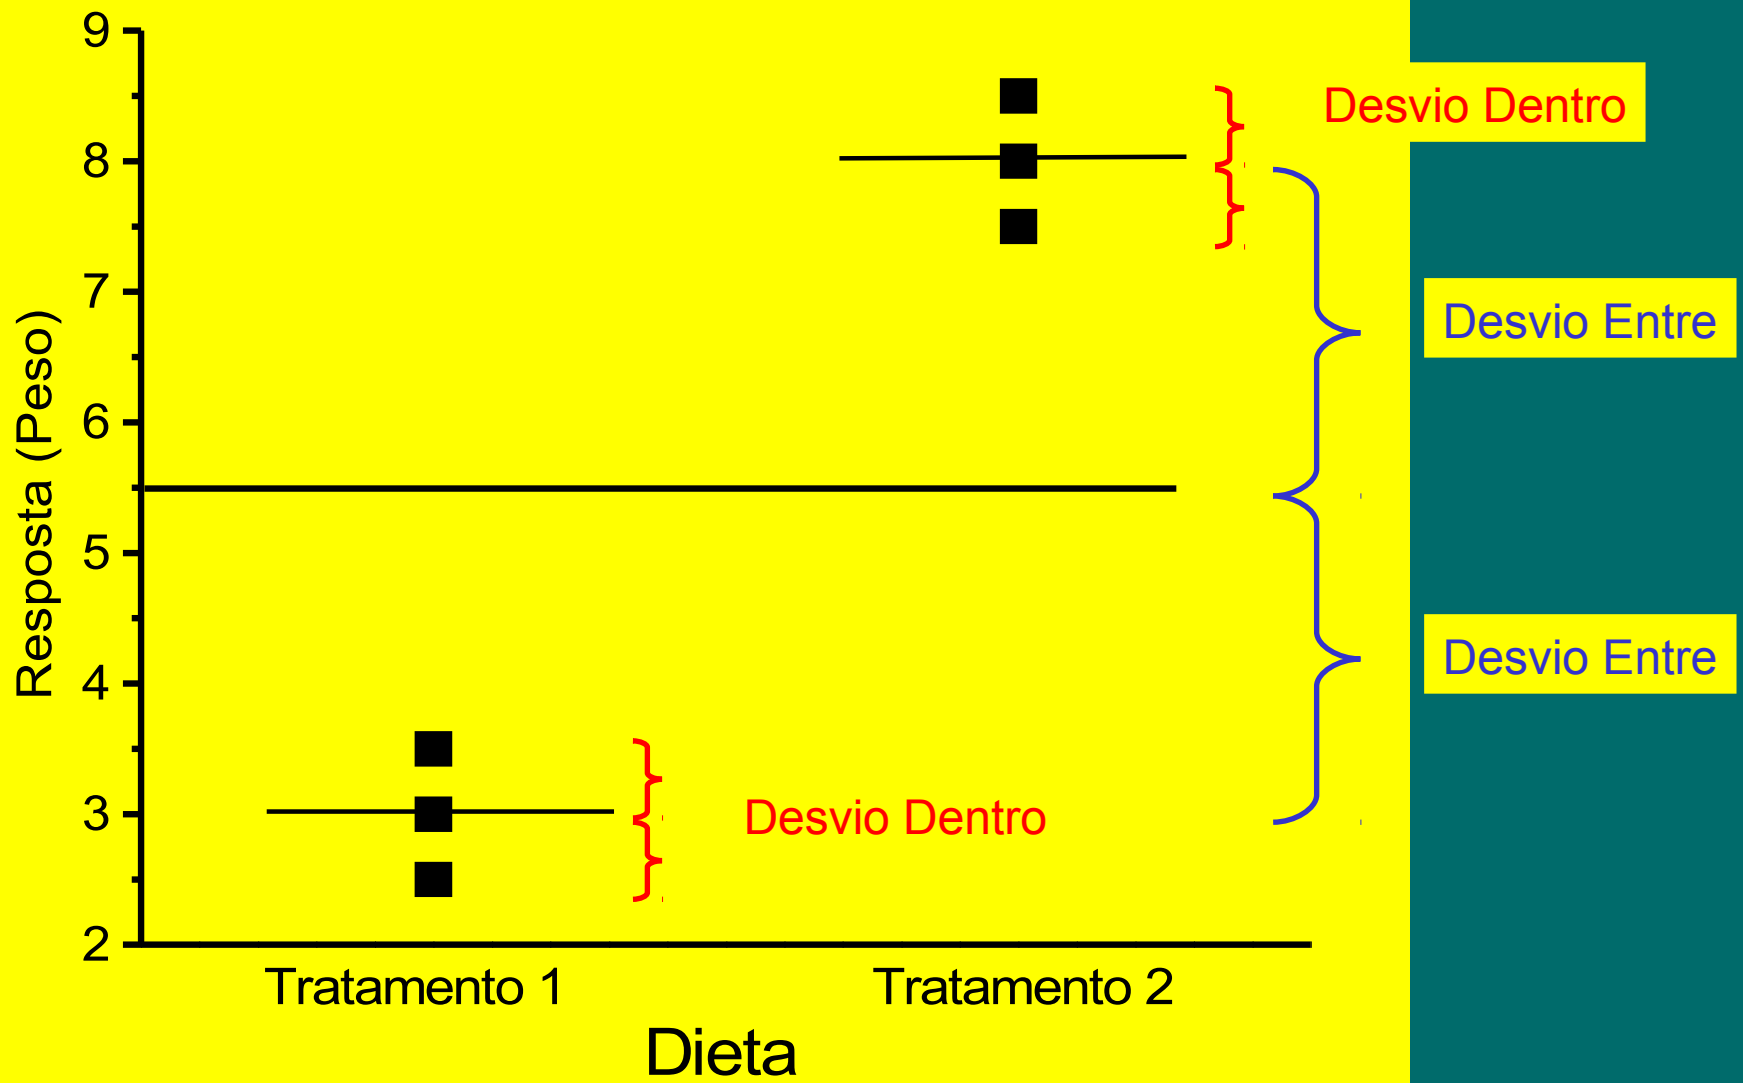 9
Desvio Dentro
8
7
Desvio Entre
Resposta (Peso)
6
5
Desvio Entre
4
3
Desvio Dentro
2
Tratamento 1
Tratamento 2
Dieta